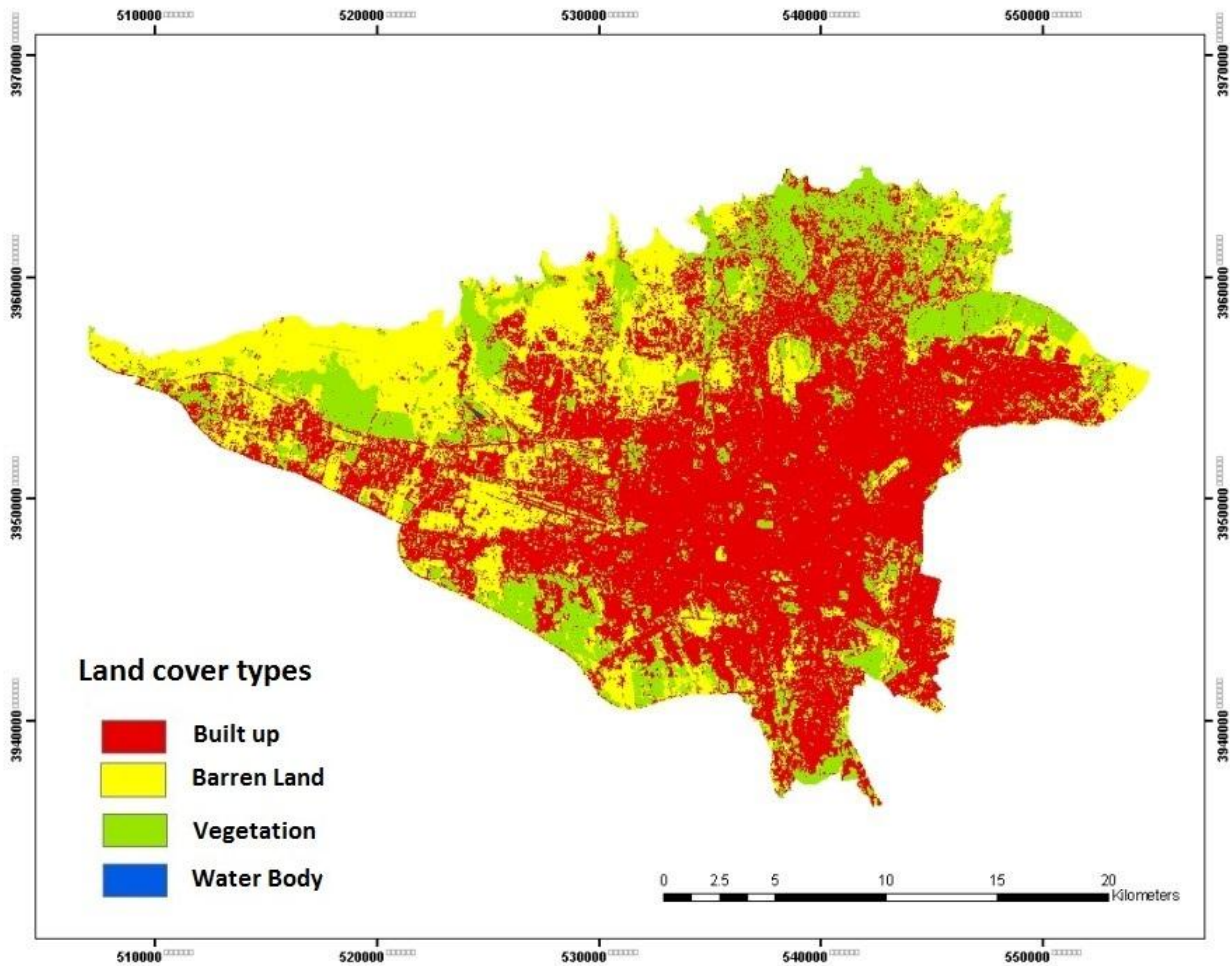 510000 520000 530000 540000 550000
3970000 3970000
3960000 3960000
3950000 3950000
3940000 3940000
Land cover types
Built up
Barren Land
Vegetation
Water Body
0 2.5 5 10 15 20
Kilometers
510000 520000 530000 540000 550000